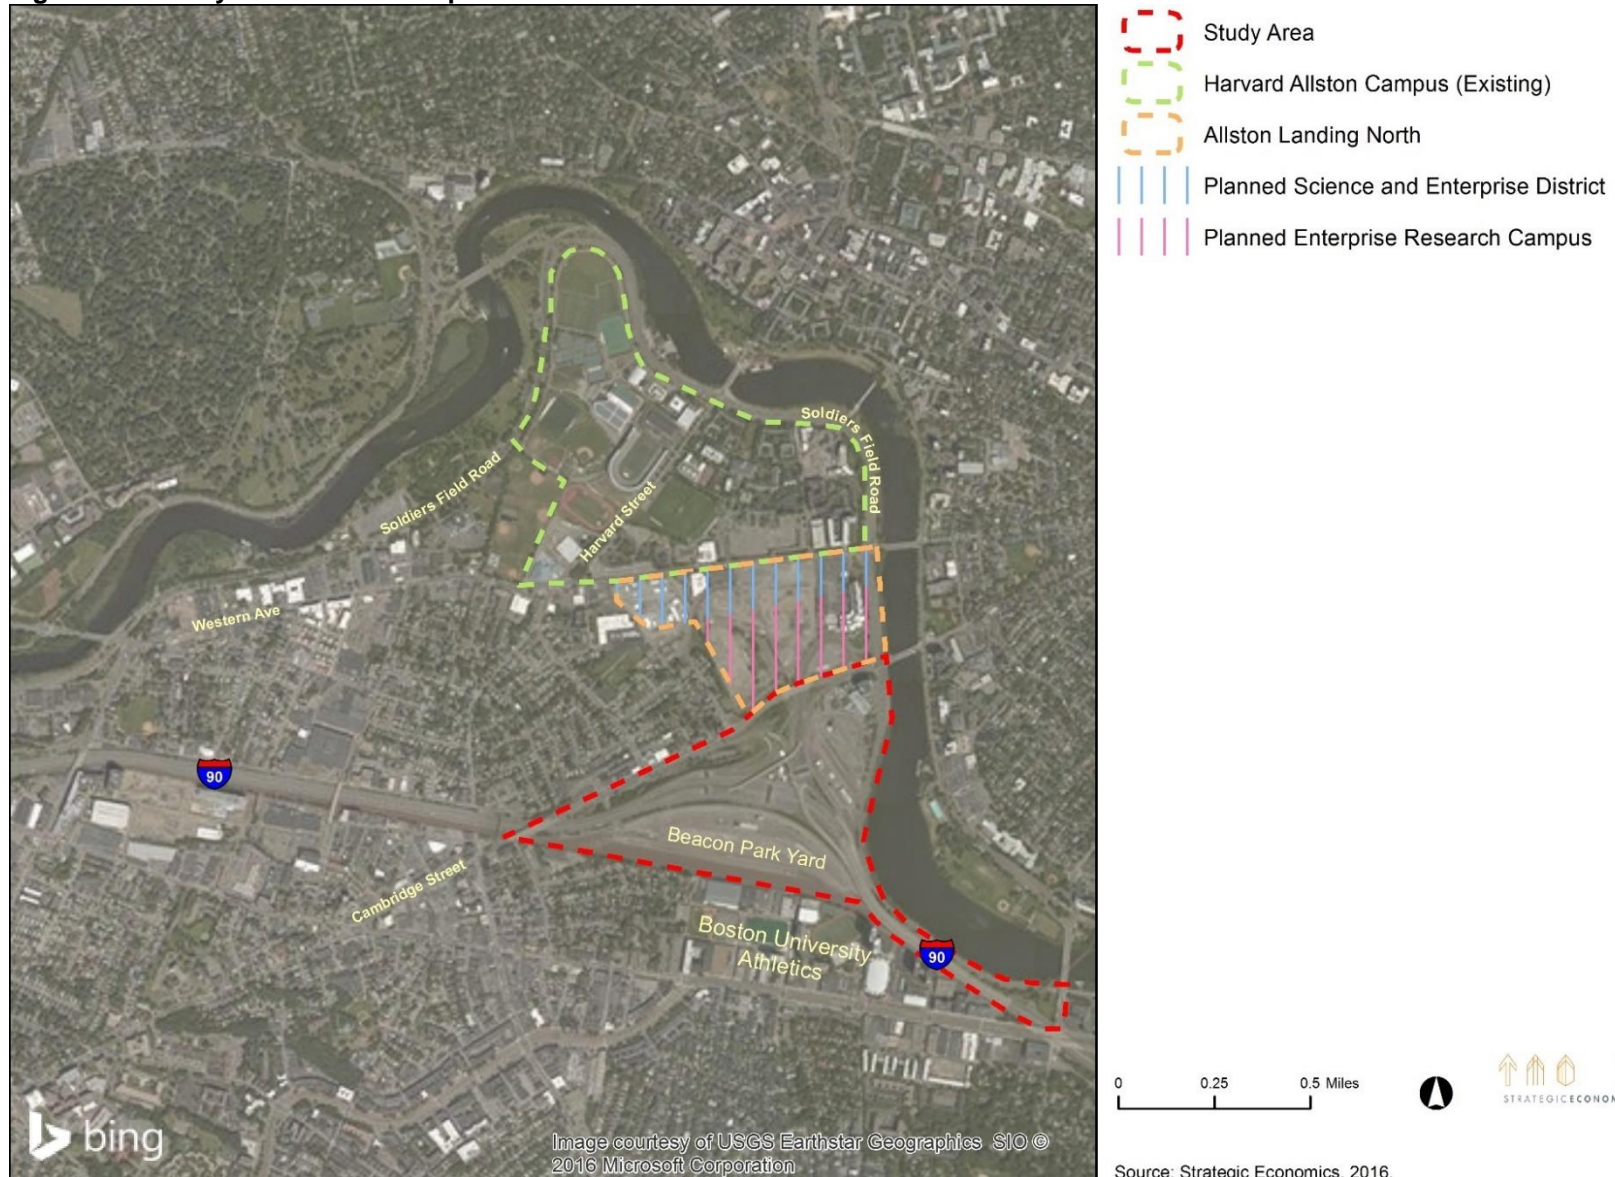 Study Area
Harvard Allston Campus (Existing)
Allston Landing North
Planned Science and Enterprise District
Planned Enterprise Research Campus
Soldiers Field Road
Soldiers Field Road
Harvard Street
Western Ave
90
Beacon Park Yard
Cambridge Street
Boston University
Athletics
90
0 0.25 0.5 Miles
STRATEGICECONOM
bing
Image courtesy of USGS Earthstar Geographics SIO ©
2016 Microsoft Corporation
Source: Strategic Economics, 2016.